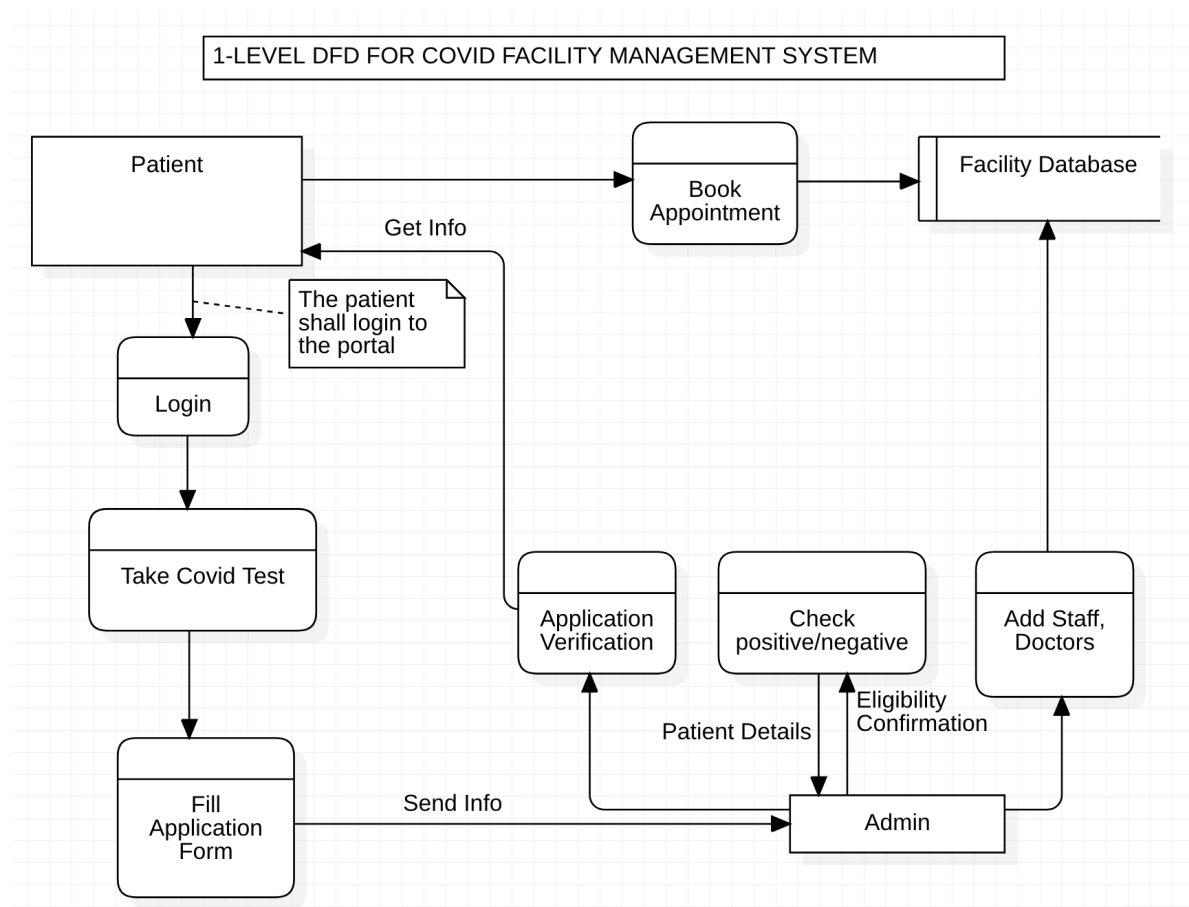 1-LEVEL DFD FOR COVID FACILITY MANAGEMENT SYSTEM
Patient
Book
Appointment
Facility Database
Get Info
The patient
shall login to
the portal
Login
Take Covid Test
Application
Verification
Check
positive/negative
Add Staff,
Doctors
Eligibility
Confirmation
Patient Details
Fill
Application
Form
Send Info
Admin